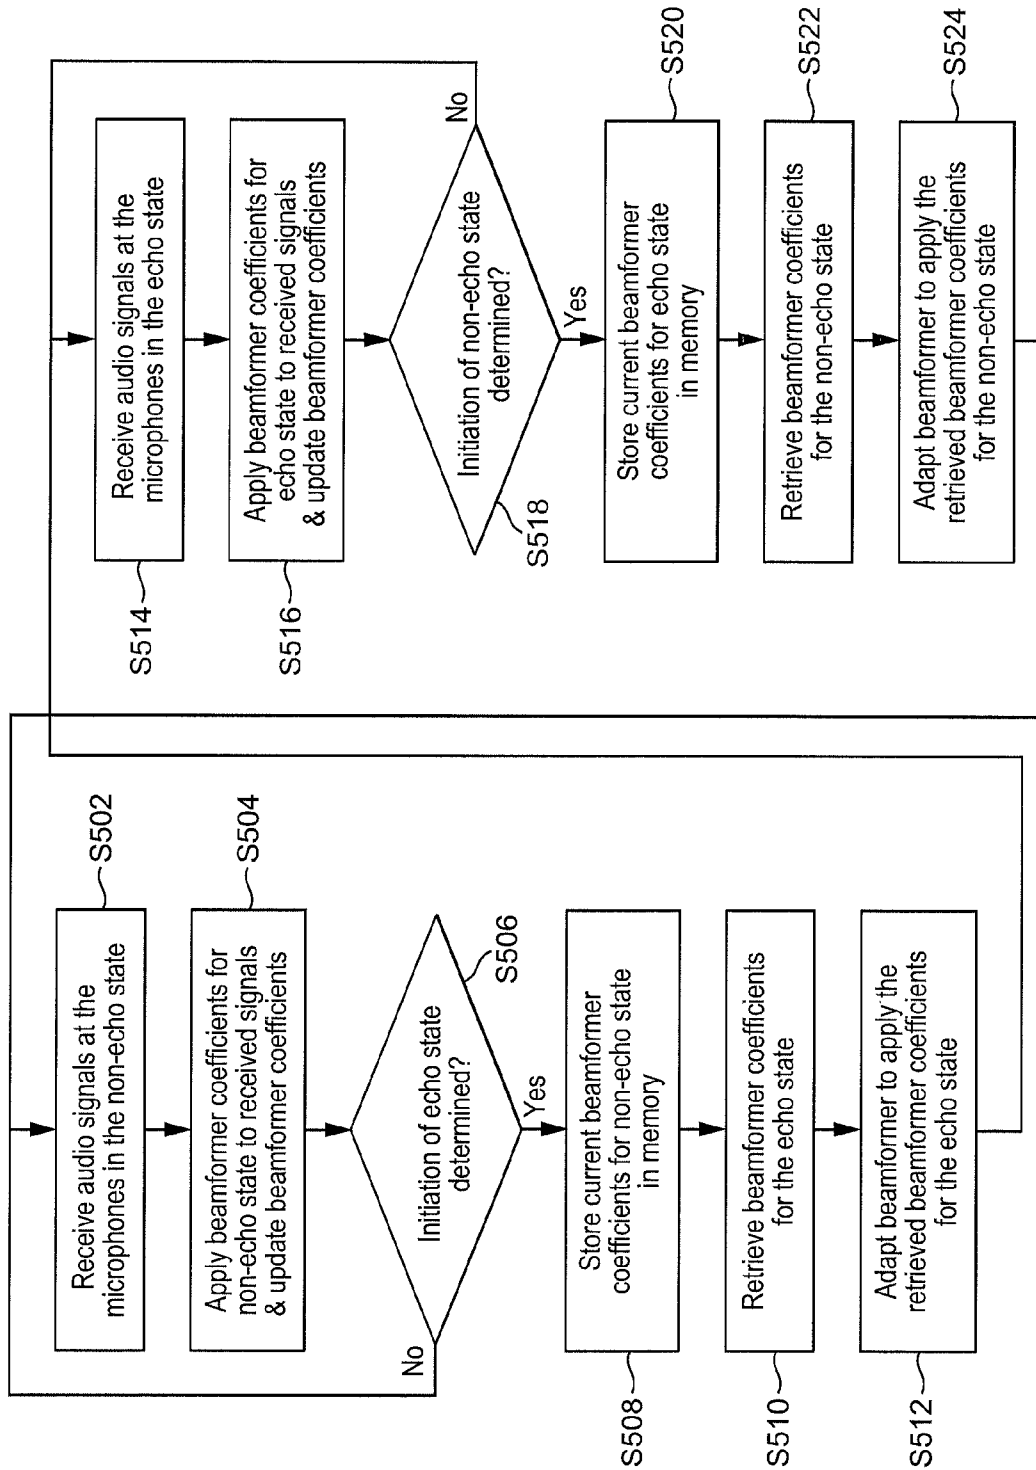 Receive audio signals at the
microphones in the non-echo state
S502
Apply beamformer coefficients for
non-echo state to received signals
& update beamformer coefficients
S504
Initiation of echo state
determined?
S506
No
Yes
Store current beamformer
coefficients for non-echo state
in memory
S508
Retrieve beamformer coefficients
for the echo state
S510
Adapt beamformer to apply the
retrieved beamformer coefficients
for the echo state
S512
Receive audio signals at the
microphones in the echo state
S514
Apply beamformer coefficients for
echo state to received signals
& update beamformer coefficients
S516
Initiation of non-echo state
determined?
S518
No
Yes
Store current beamformer
coefficients for echo state
in memory
S520
Retrieve beamformer coefficients
for the non-echo state
S522
Adapt beamformer to apply the
retrieved beamformer coefficients
for the non-echo state
S524